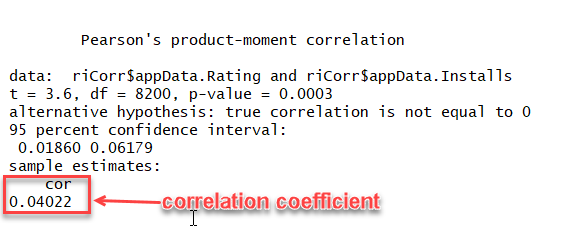 Pearson's product-moment correlation
data: riCorr$appData.Rating and riCorr$appData.Installs
t = 3.6, df = 8200, p-value = 0.0003
alternative hypothesis: true correlation is not equal to 0
95 percent confidence interval:
0.01860 0.06179
sample estimates:
cor
0.04022 correlation coefficient